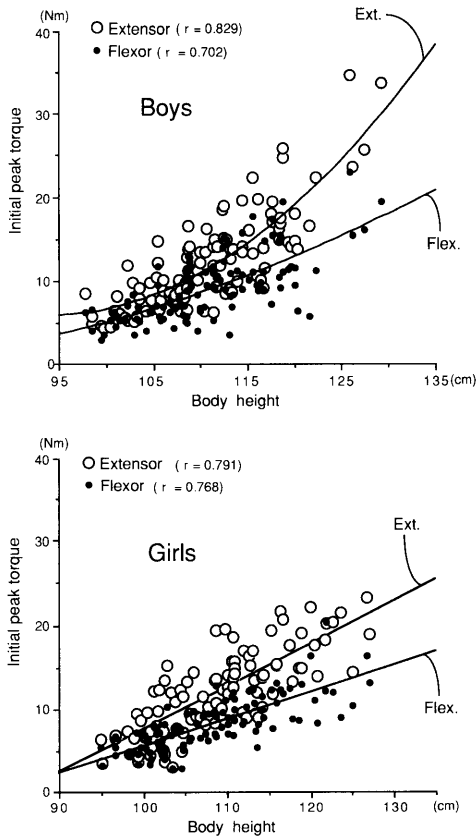 (Nm)
40
Extensor ( r = 0.829)
Flexor ( r = 0.702)
Ext.
Boys
30
Initial peak torque
20
10
Flex.
0
95 105 115 125 135 (cm)
Body height
(Nm)
40
Extensor ( r = 0.791)
Flexor ( r = 0.768)
Ext.
Girls
30
Initial peak torque
20
10
Flex.
0
90 100 110 120 130 (cm)
Body height